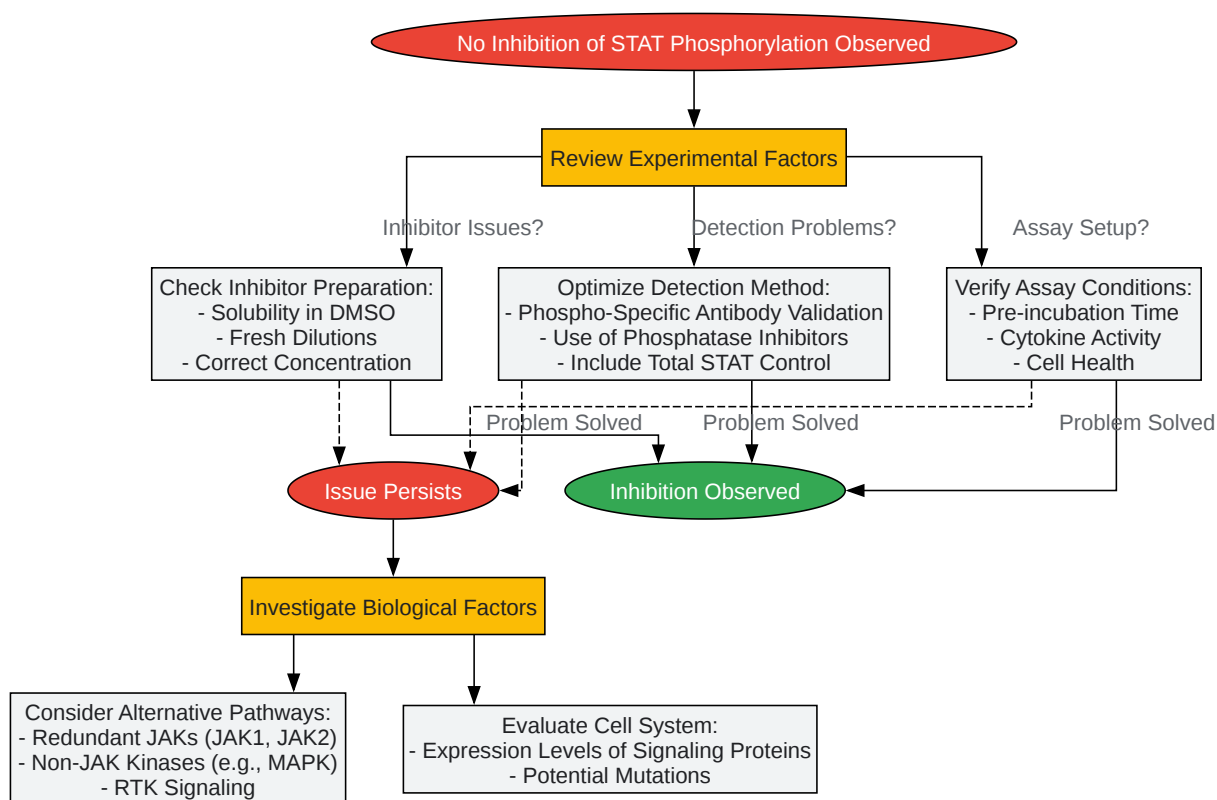 No Inhibition of STAT Phosphorylation Observed
Review Experimental Factors
Inhibitor Issues?
Detection Problems?
Assay Setup?
Check Inhibitor Preparation:
- Solubility in DMSO
- Fresh Dilutions
- Correct Concentration
Optimize Detection Method:
- Phospho-Specific Antibody Validation
- Use of Phosphatase Inhibitors
- Include Total STAT Control
Verify Assay Conditions:
- Pre-incubation Time
- Cytokine Activity
- Cell Health
Problem Solved
Problem Solved
Problem Solved
Issue Persists
Inhibition Observed
Investigate Biological Factors
Consider Alternative Pathways:
- Redundant JAKs (JAK1, JAK2)
- Non-JAK Kinases (e.g., MAPK)
- RTK Signaling
Evaluate Cell System:
- Expression Levels of Signaling Proteins
- Potential Mutations